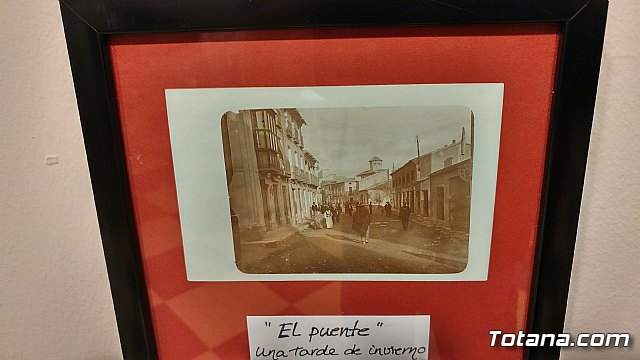 "El puente"
una tarde de invierno
Totana.com